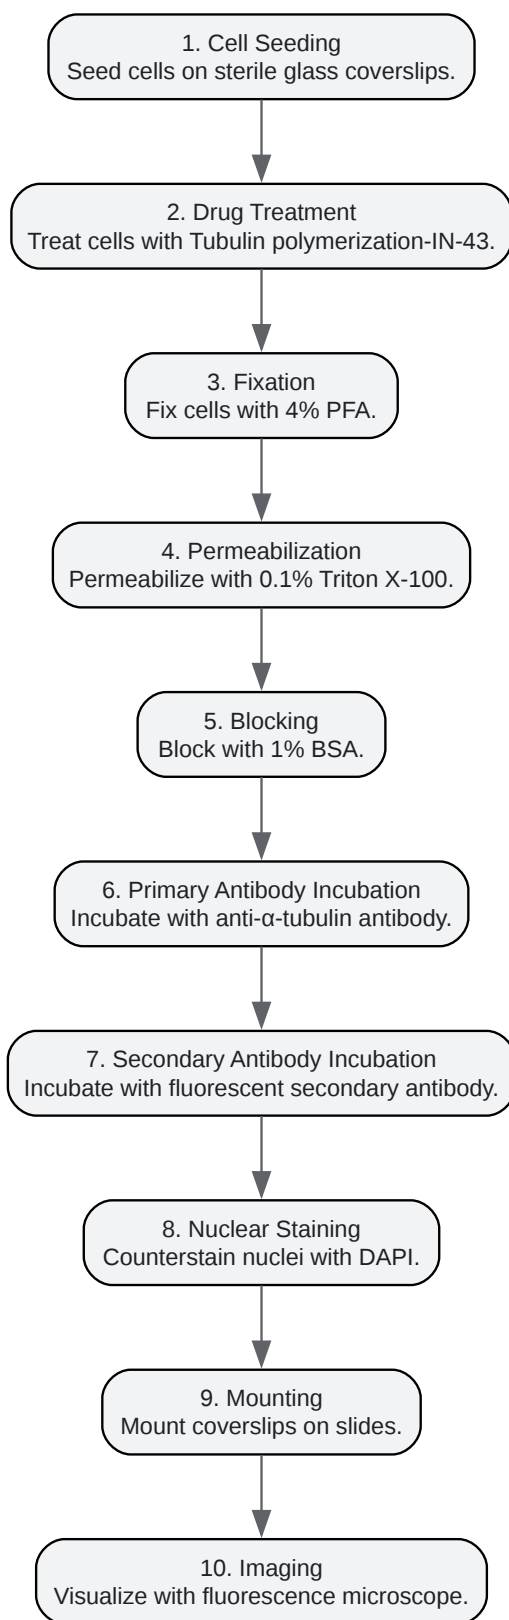 1. Cell Seeding
Seed cells on sterile glass coverslips.
2. Drug Treatment
Treat cells with Tubulin polymerization-IN-43.
3. Fixation
Fix cells with 4% PFA.
4. Permeabilization
Permeabilize with 0.1% Triton X-100.
5. Blocking
Block with 1% BSA.
6. Primary Antibody Incubation
Incubate with anti-α-tubulin antibody.
7. Secondary Antibody Incubation
Incubate with fluorescent secondary antibody.
8. Nuclear Staining
Counterstain nuclei with DAPI.
9. Mounting
Mount coverslips on slides.
10. Imaging
Visualize with fluorescence microscope.